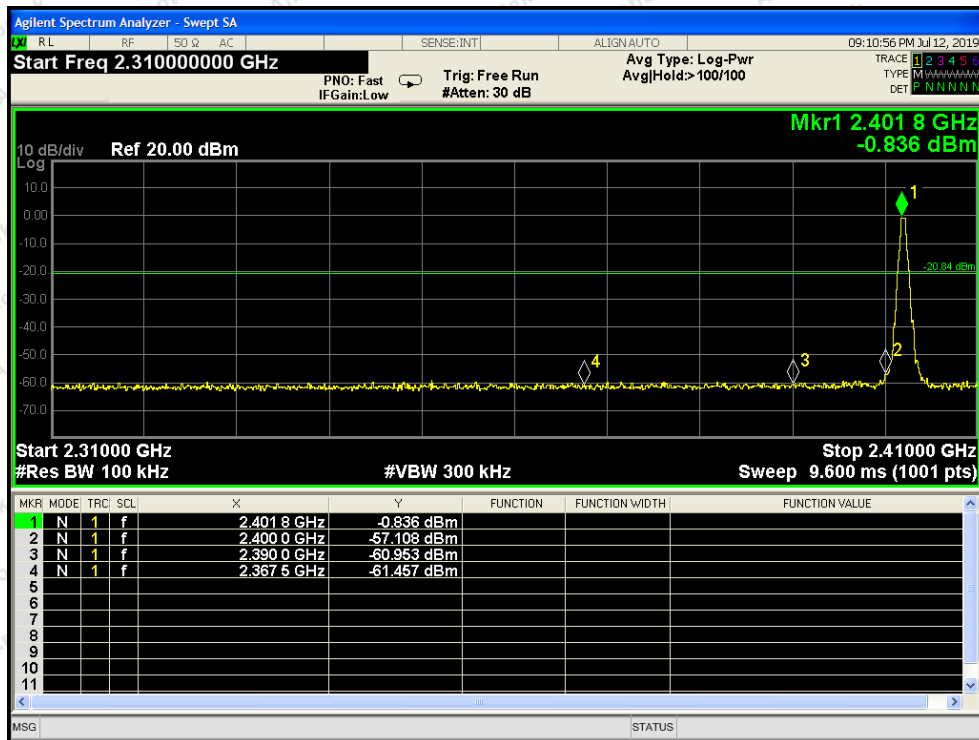 Agilent Spectrum Analyzer - Swept SA
LXI RL RF 50 Ω AC SENSE:INT ALIGN AUTO 09:10:56 PM Jul 12, 2019
Start Freq 2.310000000 GHz
PNO: Fast
IFGain:Low
Trig: Free Run
#Atten: 30 dB
Avg Type: Log-Pwr
Avg|Hold:>100/100
TRACE 1 2 3 4 5 6
TYPE M WWWWW
DET P N N N N N
Mkr1 2.401 8 GHz
-0.836 dBm
10 dB/div Ref 20.00 dBm
Log
10.0
0.00
-10.0
-20.0
-30.0
-40.0
-50.0
-60.0
-70.0
1
-20.84 dBm
2
3
4
Start 2.31000 GHz Stop 2.41000 GHz
#Res BW 100 kHz #VBW 300 kHz Sweep 9.600 ms (1001 pts)
MKR MODE TRC SCL X Y FUNCTION FUNCTION WIDTH FUNCTION VALUE
1 N 1 f 2.401 8 GHz -0.836 dBm
2 N 1 f 2.400 0 GHz -57.108 dBm
3 N 1 f 2.390 0 GHz -60.953 dBm
4 N 1 f 2.367 5 GHz -61.457 dBm
5
6
7
8
9
10
11
MSG STATUS